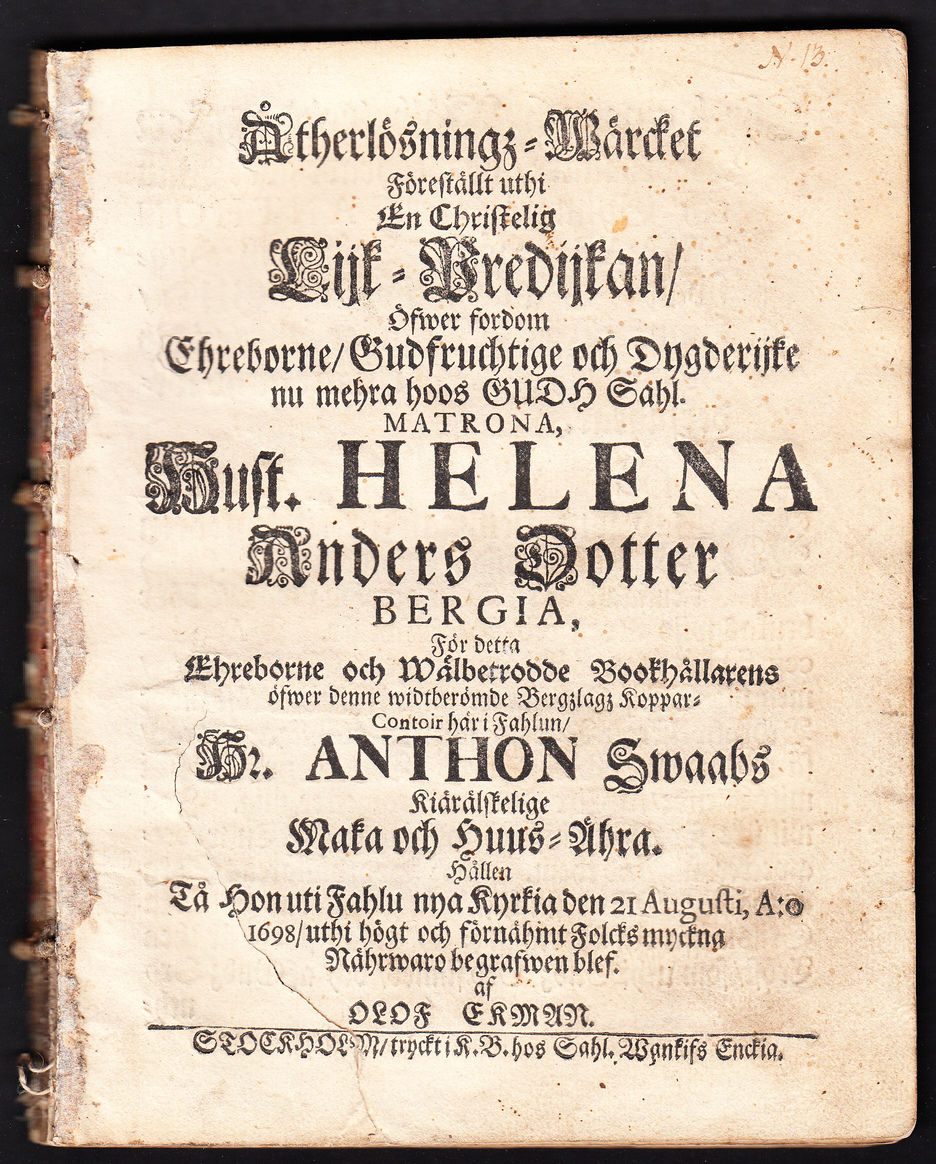 N. 13.
Åtherlösningz-Wärcket
Föreställt uthi
En Christelig
Lijk-Predijkan/
Öfwer fordom
Ehreborne/ Gudfruchtige och Dygderijke
nu mehra hoos GUDH Sahl.
MATRONA,
Hust. HELENA
Anders Dotter
BERGIA,
För detta
Ehreborne och Wälbetrodde Bookhållarens
öfwer denne widtberömde Bergzlagz Koppar-
Contoir här i Fahlun/
Hr. ANTHON Swaabs
Kiärälskelige
Maka och Huus-Ähra.
Hållen
Tå Hon uti Fahlu nya Kyrkia den 21 Augusti, A:o
1698/ uthi högt och förnähmt Folcks myckna
Nährwaro begrafwen blef.
af
OLOF EKMAN.
STOCKHOLM/ tryckt i K. B. hos Sahl. Wankifs Enckia.